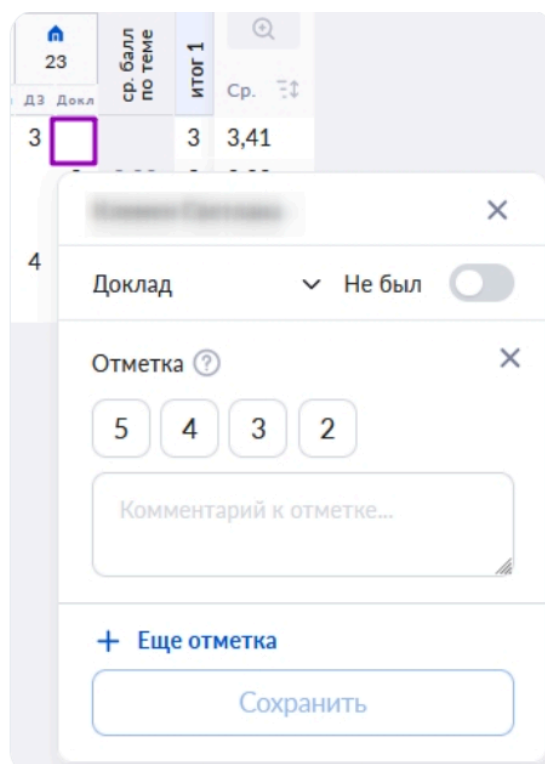 23
ср. балл
по теме
итог 1
Ср.
ДЗ Докл
3 3 3,41
4
Доклад Не был
Отметка ?
5 4 3 2
Комментарий к отметке...
+ Еще отметка
Сохранить